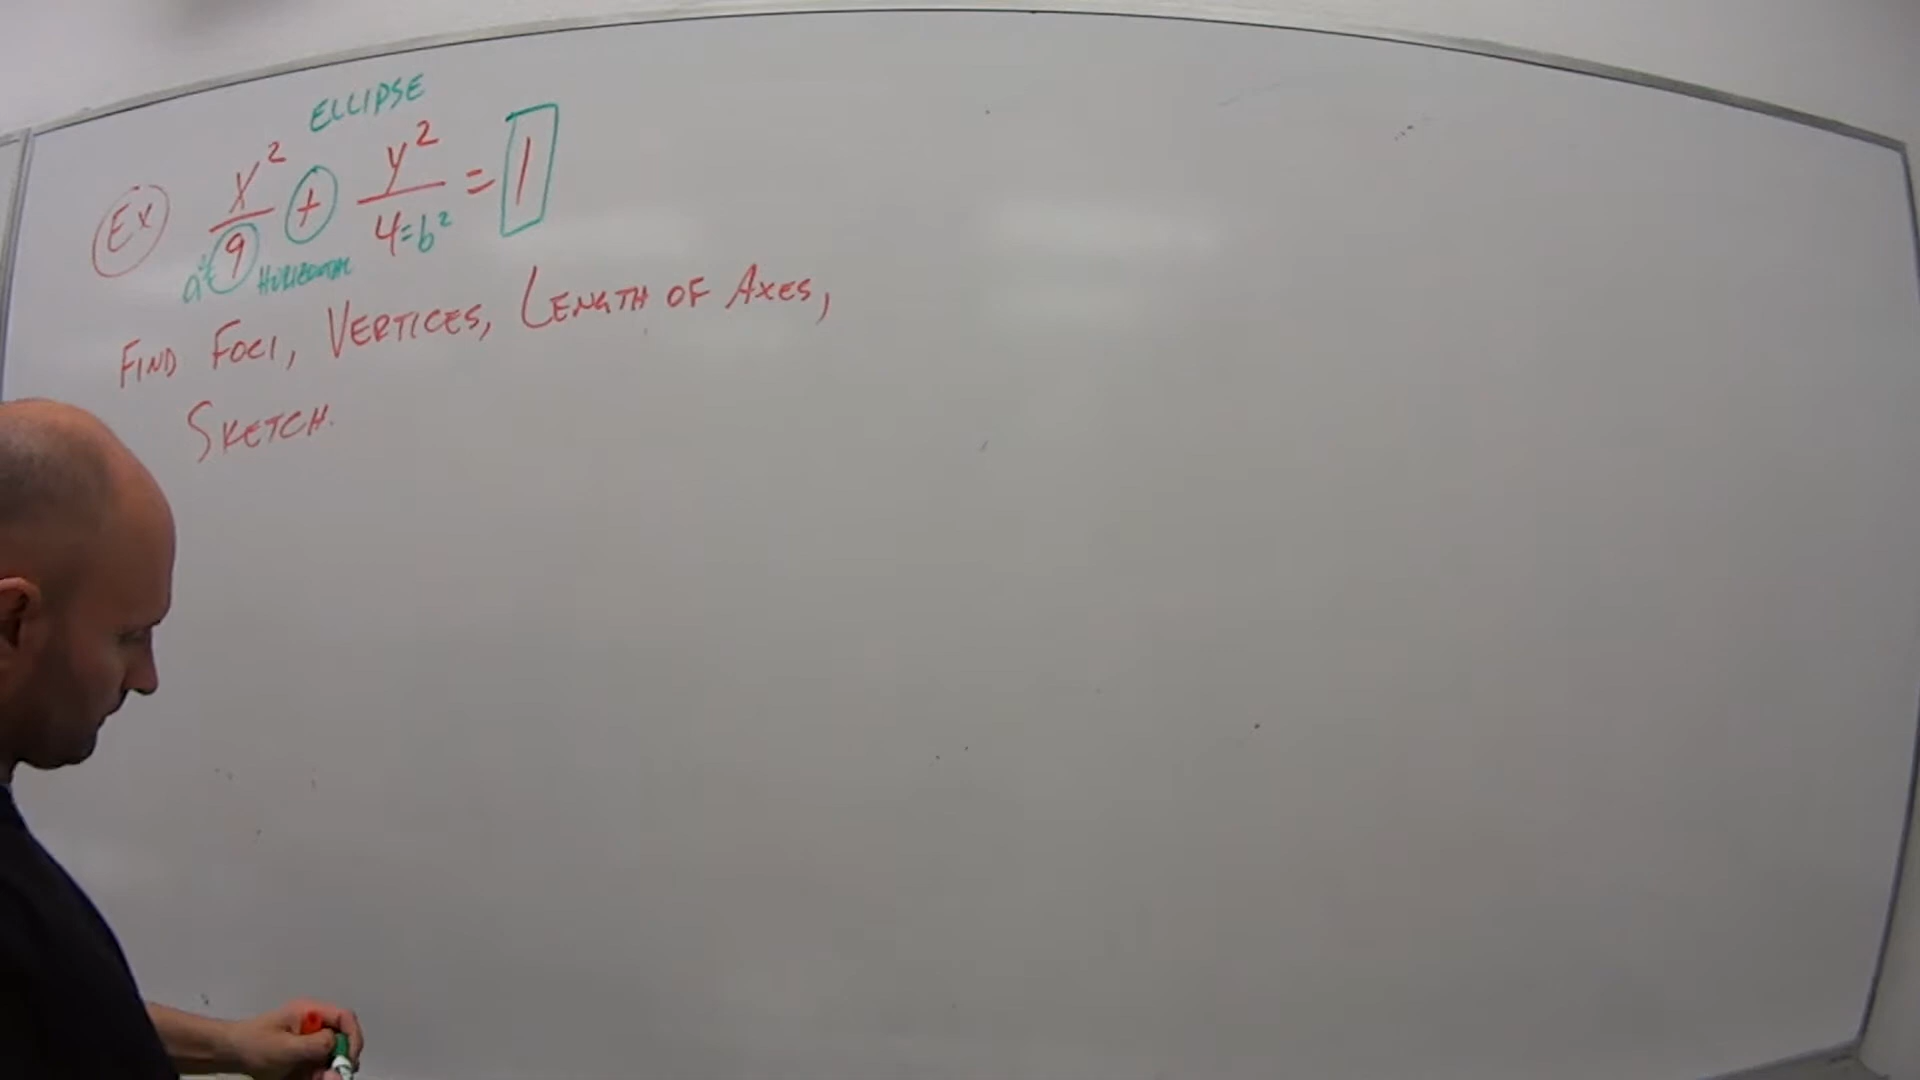 ELLIPSE
Ex x²/9 + y²/4 = 1
a²= HORIZONTAL =b²
FIND FOCI, VERTICES, LENGTH OF AXES,
SKETCH.